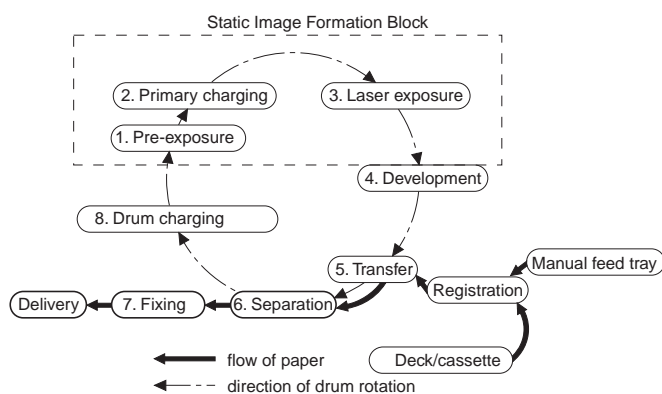 Static Image Formation Block
2. Primary charging
3. Laser exposure
1. Pre-exposure
4. Development
8. Drum charging
5. Transfer
Manual feed tray
Registration
Delivery
7. Fixing
6. Separation
Deck/cassette
flow of paper
direction of drum rotation